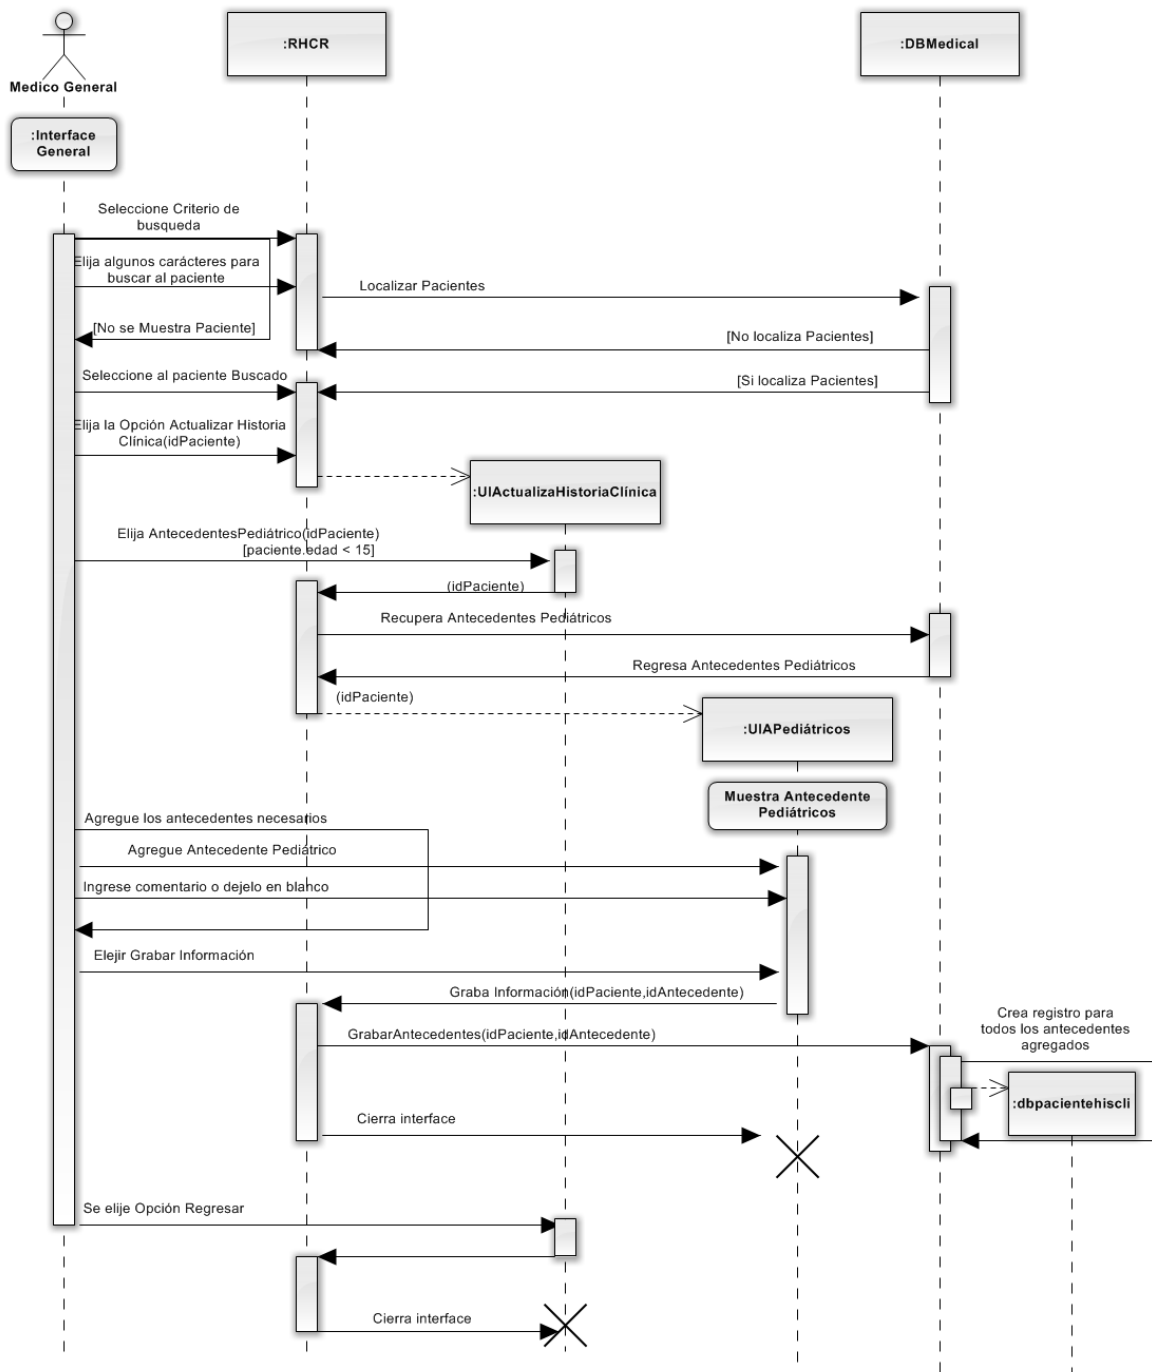 :RHCR
:DBMedical
Medico General
:Interface
General
Seleccione Criterio de
busqueda
Elija algunos carácteres para
buscar al paciente
Localizar Pacientes
[No se Muestra Paciente]
[No localiza Pacientes]
Seleccione al paciente Buscado
[Si localiza Pacientes]
Elija la Opción Actualizar Historia
Clínica(idPaciente)
:UIActualizaHistoriaClínica
Elija AntecedentesPediátrico(idPaciente)
[paciente.edad < 15]
(idPaciente)
Recupera Antecedentes Pediátricos
Regresa Antecedentes Pediátricos
(idPaciente)
:UIAPediátricos
Muestra Antecedente
Pediátricos
Agregue los antecedentes necesarios
Agregue Antecedente Pediátrico
Ingrese comentario o dejelo en blanco
Elejir Grabar Información
Graba Información(idPaciente,idAntecedente)
Crea registro para
todos los antecedentes
agregados
GrabarAntecedentes(idPaciente,idAntecedente)
:dbpacientehiscli
Cierra interface
Se elije Opción Regresar
Cierra interface